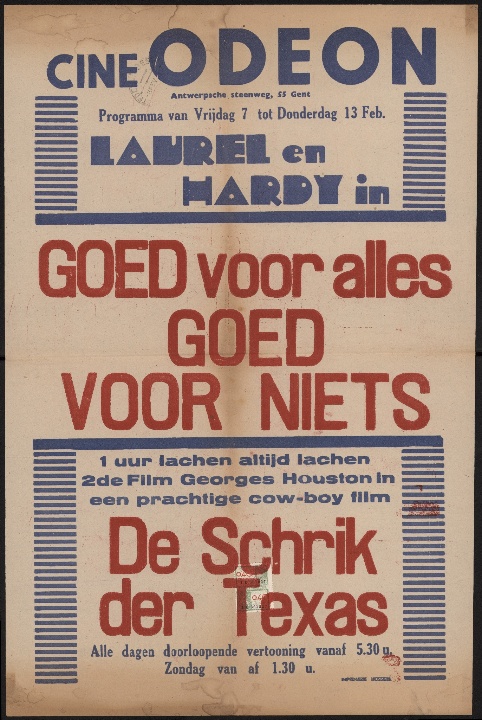 CINE ODEON
Antwerpsche steenweg, 55 Gent
Programma van Vrijdag 7 tot Donderdag 13 Feb.
LAUREL en
HARDY in
GOED voor alles
GOED
VOOR NIETS
1 uur lachen altijd lachen
2de Film Georges Houston in
een prachtige cow-boy film
De Schrik
der Texas
Alle dagen doorloopende vertooning vanaf 5.30 u.
Zondag van af 1.30 u.